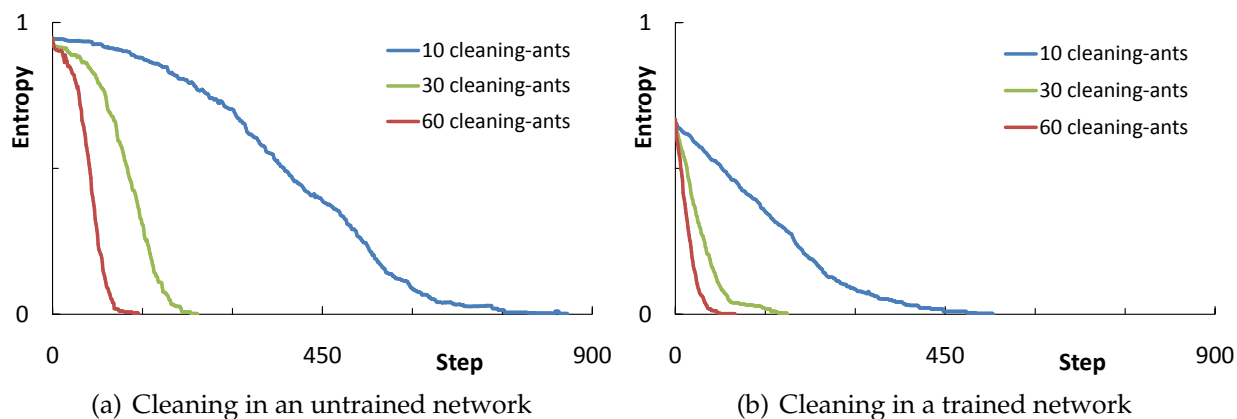 1
Entropy
10 cleaning-ants
30 cleaning-ants
60 cleaning-ants
0
0
450
Step
900
(a) Cleaning in an untrained network
1
Entropy
10 cleaning-ants
30 cleaning-ants
60 cleaning-ants
0
0
450
Step
900
(b) Cleaning in a trained network